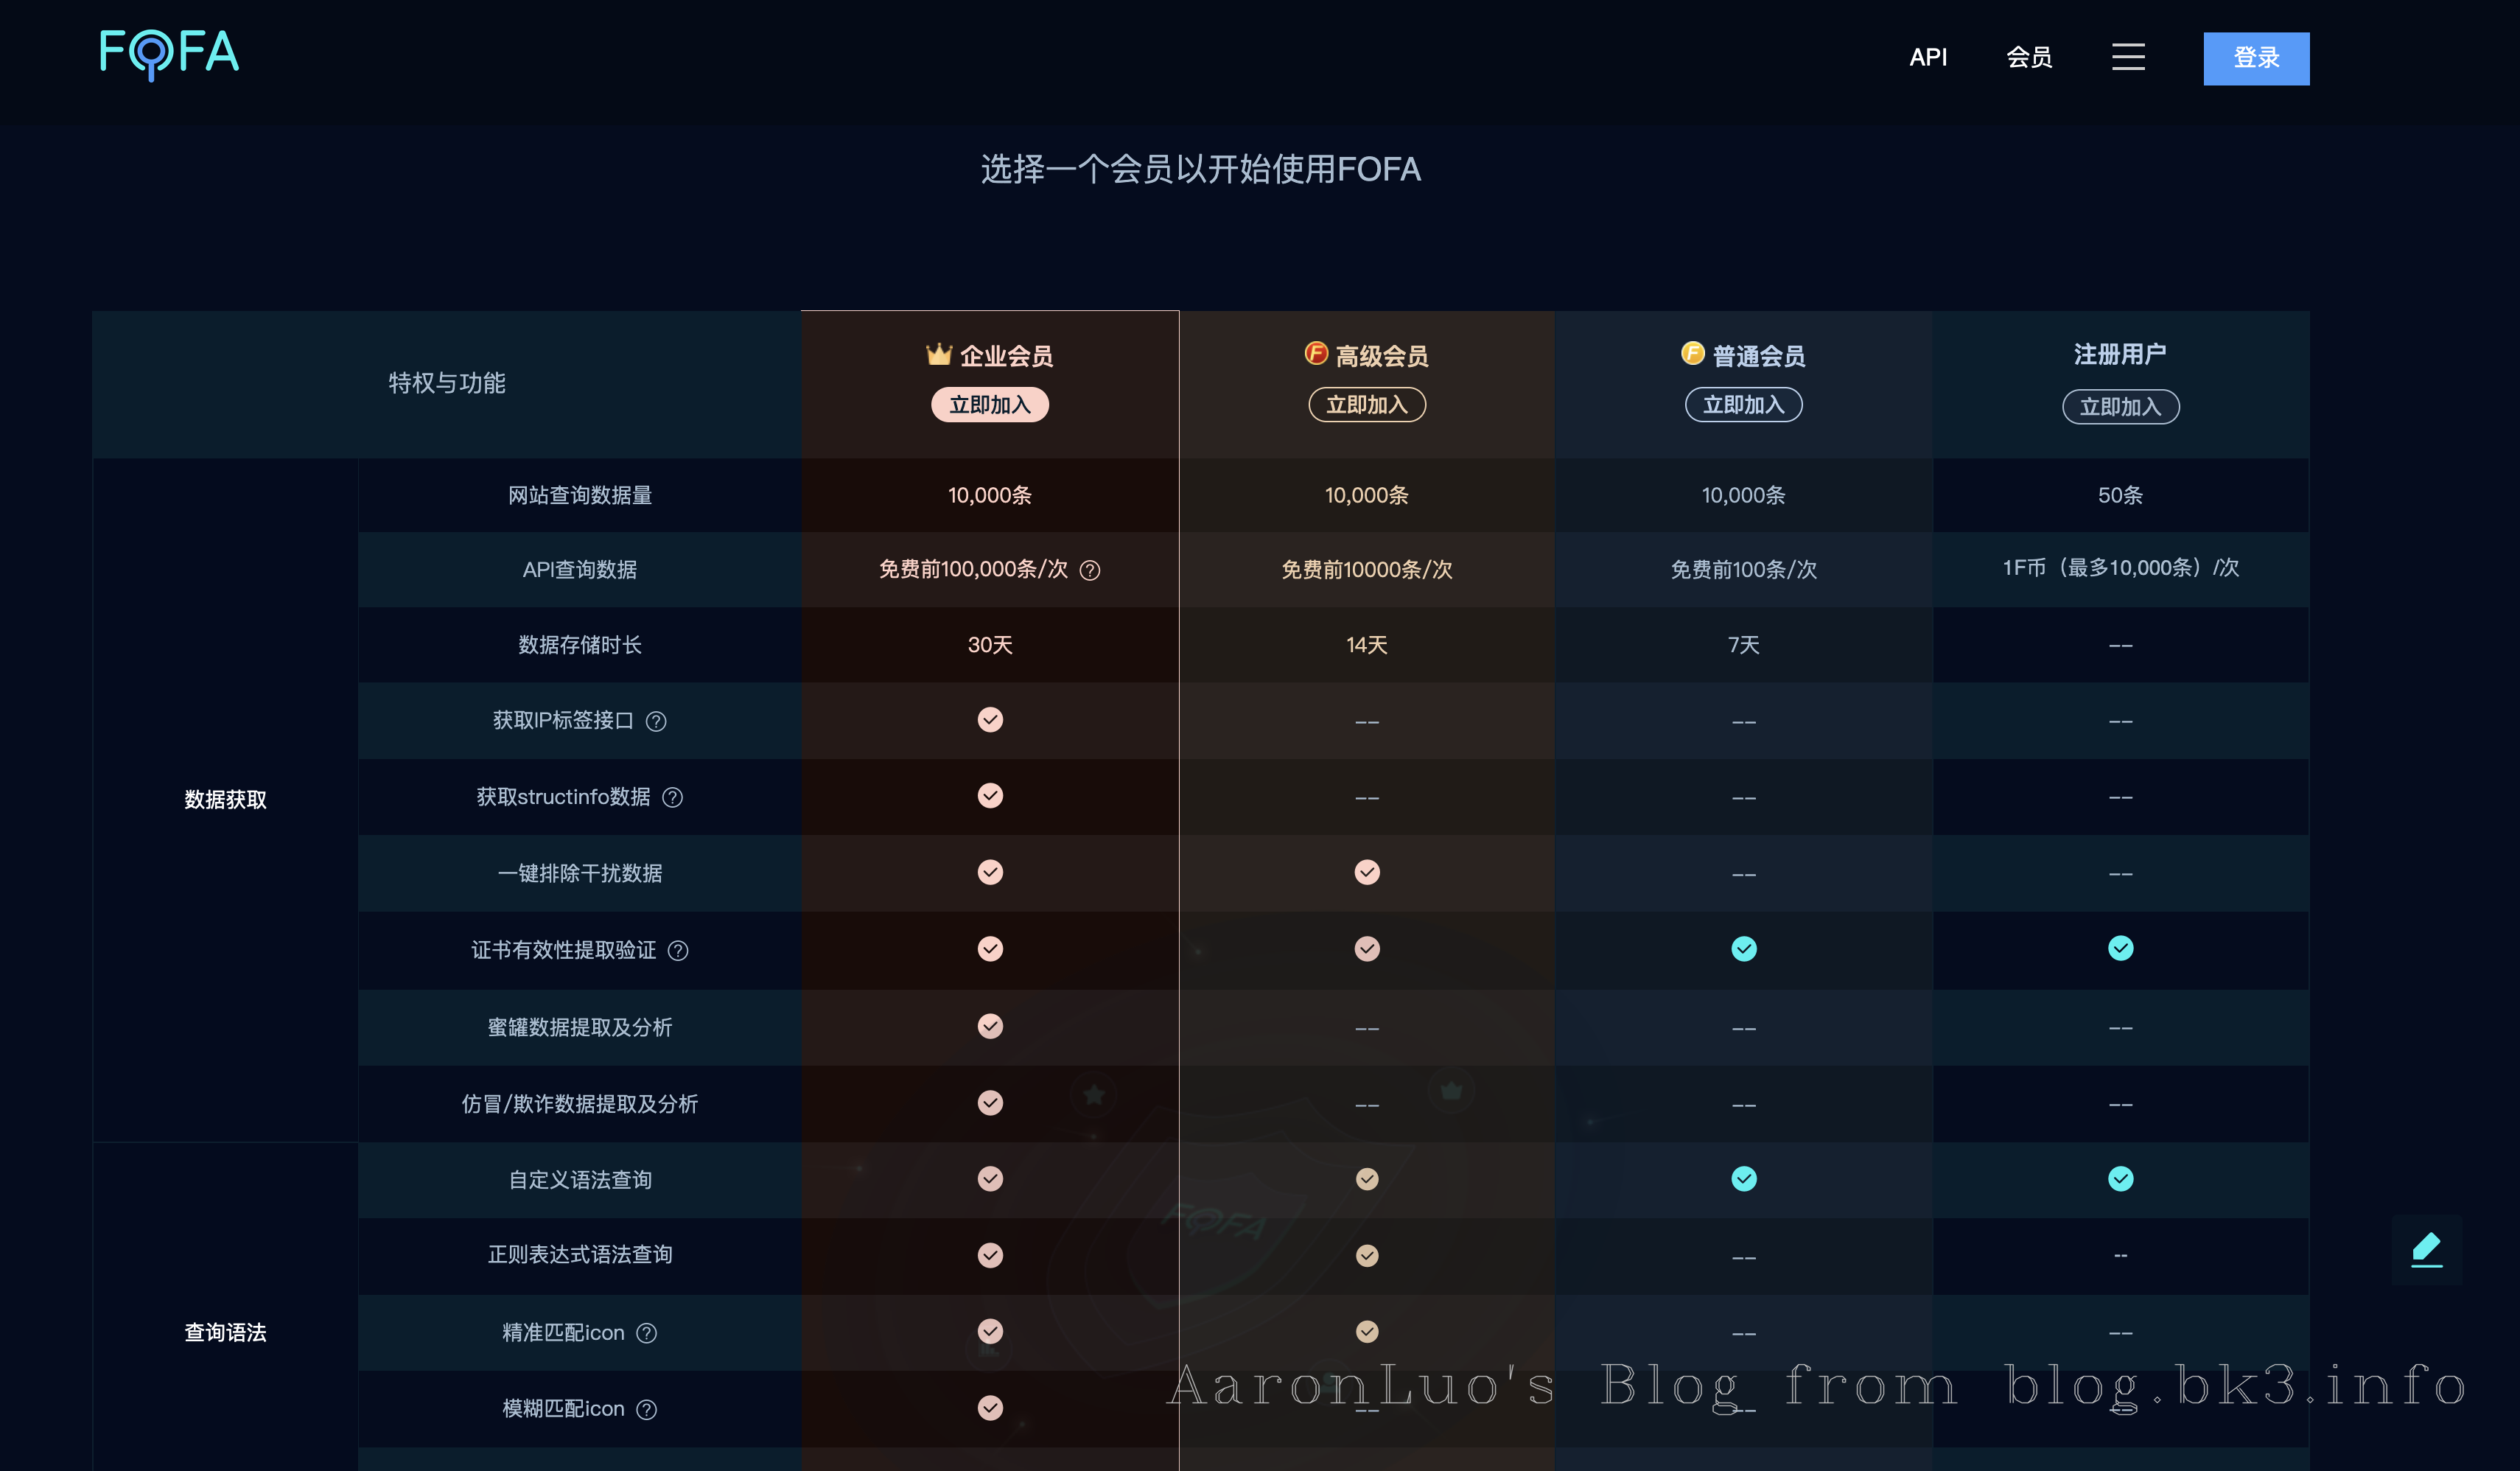 FOFA
API 会员 登录
选择一个会员以开始使用FOFA
特权与功能 企业会员 高级会员 普通会员 注册用户
立即加入 立即加入 立即加入 立即加入
网站查询数据量 10,000条 10,000条 10,000条 50条
API查询数据 免费前100,000条/次 ? 免费前10000条/次 免费前100条/次 1F币（最多10,000条）/次
数据存储时长 30天 14天 7天 --
获取IP标签接口 ? -- -- --
数据获取
获取structinfo数据 ? -- -- --
一键排除干扰数据 -- --
证书有效性提取验证 ?
蜜罐数据提取及分析 -- -- --
仿冒/欺诈数据提取及分析 -- -- --
自定义语法查询
FOFA
正则表达式语法查询 -- --
查询语法
精准匹配icon ? -- --
模糊匹配icon ? -- -- --
AaronLuo's Blog from blog.bk3.info